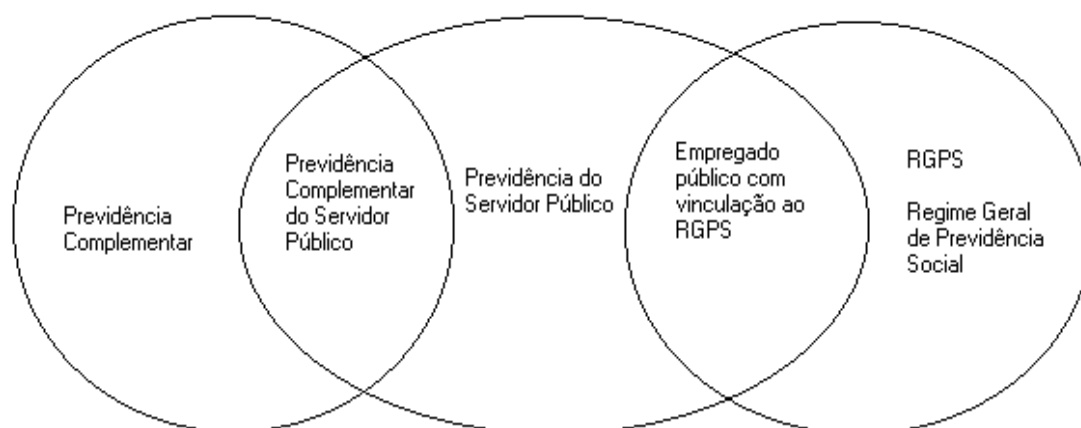 Previdência
Complementar
Previdência
Complementar
do Servidor
Público
Previdência do
Servidor Público
Empregado
público com
vinculação ao
RGPS
RGPS
Regime Geral
de Previdência
Social